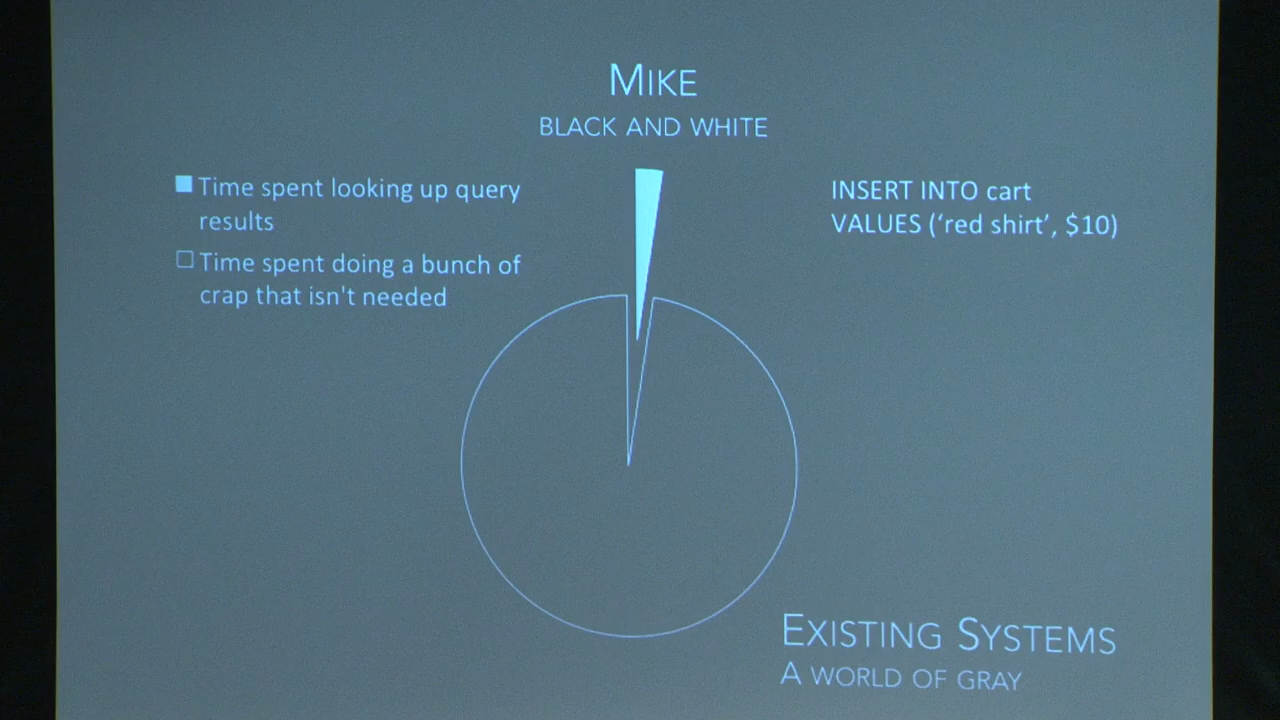 MIKE
BLACK AND WHITE
Time spent looking up query
results
Time spent doing a bunch of
crap that isn't needed
INSERT INTO cart
VALUES (‘red shirt’, $10)
EXISTING SYSTEMS
A WORLD OF GRAY